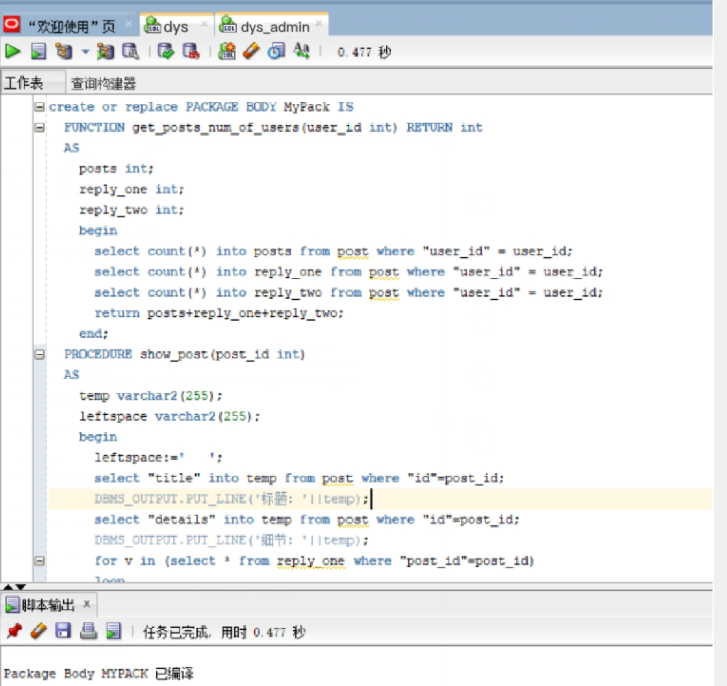 “欢迎使用”页 dys dys_admin
0.477 秒
工作表 查询构建器
create or replace PACKAGE BODY MyPack IS
FUNCTION get_posts_num_of_users(user_id int) RETURN int
AS
posts int;
reply_one int;
reply_two int;
begin
select count(*) into posts from post where "user_id" = user_id;
select count(*) into reply_one from post where "user_id" = user_id;
select count(*) into reply_two from post where "user_id" = user_id;
return posts+reply_one+reply_two;
end;
PROCEDURE show_post(post_id int)
AS
temp varchar2(255);
leftspace varchar2(255);
begin
leftspace:='   ';
select "title" into temp from post where "id"=post_id;
DBMS_OUTPUT.PUT_LINE('标题: '||temp);
select "details" into temp from post where "id"=post_id;
DBMS_OUTPUT.PUT_LINE('细节: '||temp);
for v in (select * from reply_one where "post_id"=post_id)
loop
脚本输出 x
任务已完成, 用时 0.477 秒
Package Body MYPACK 已编译